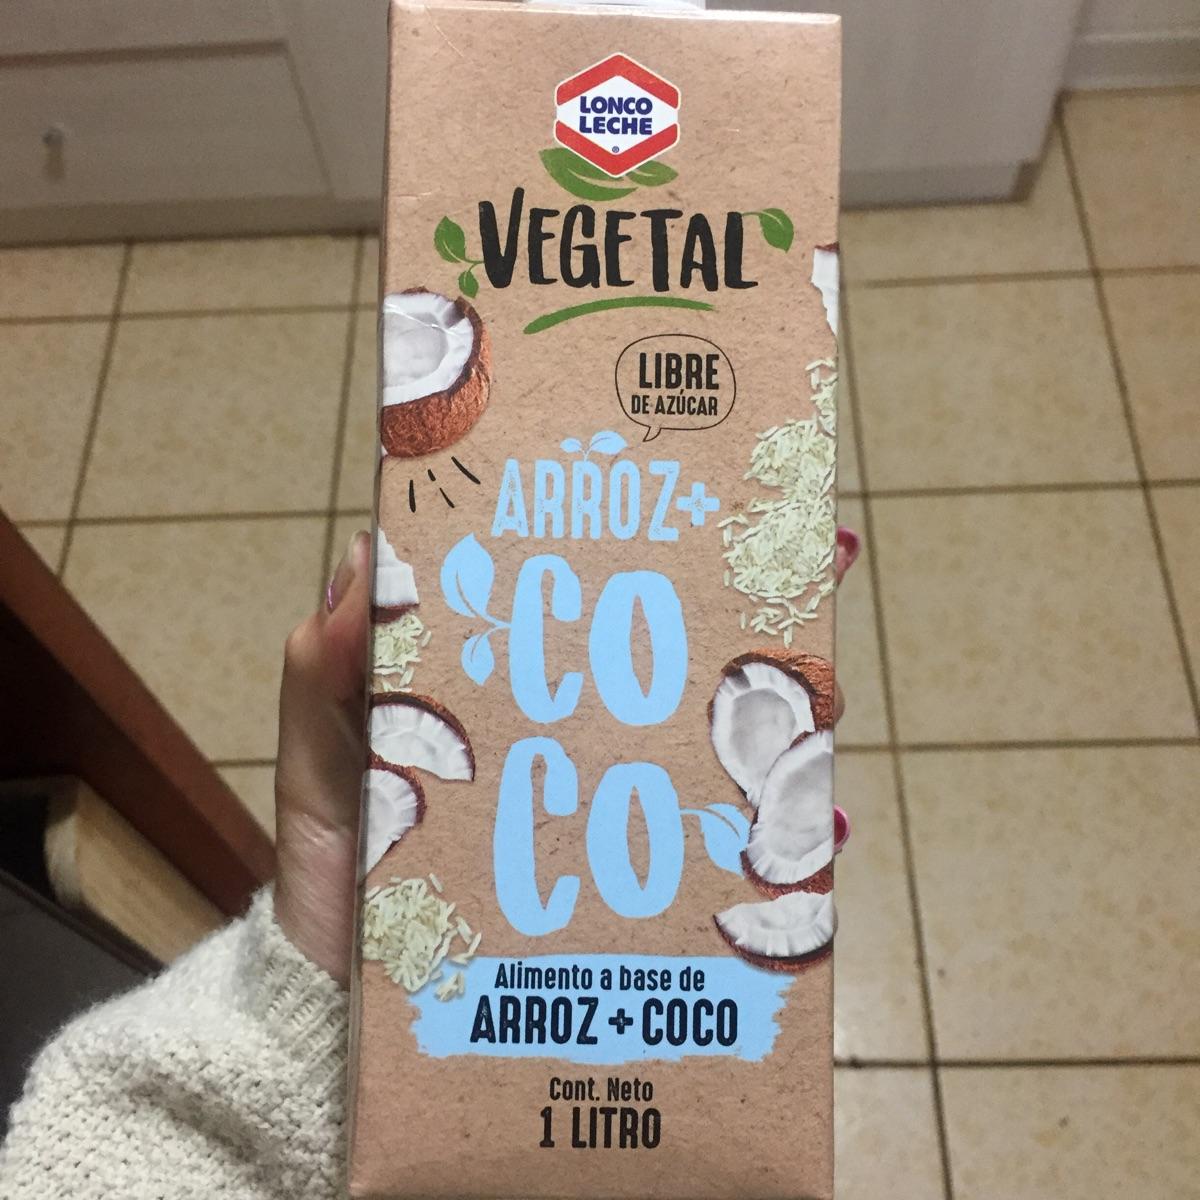 LONCO
LECHE
®
VEGETAL
LIBRE
DE AZÚCAR
ARROZ+
CO
CO
Alimento a base de
ARROZ + COCO
Cont. Neto
1 LITRO